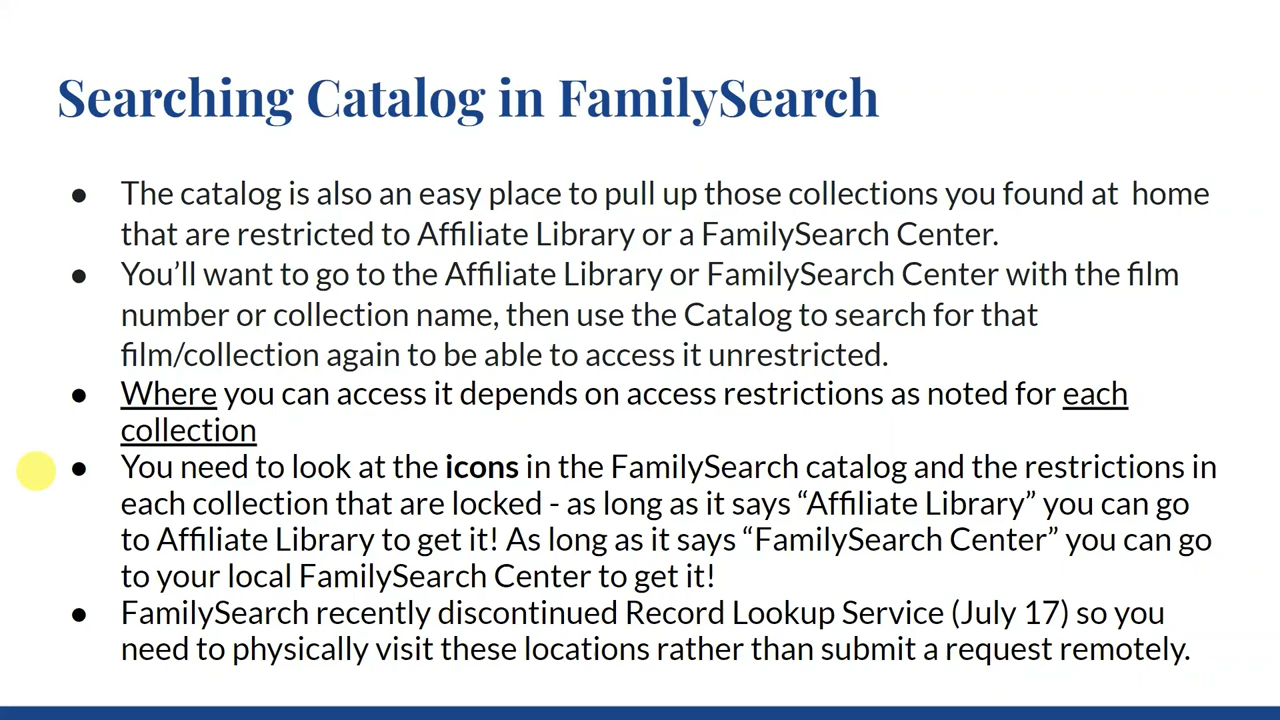 Searching Catalog in FamilySearch
● The catalog is also an easy place to pull up those collections you found at  home
that are restricted to Affiliate Library or a FamilySearch Center.
● You’ll want to go to the Affiliate Library or FamilySearch Center with the film
number or collection name, then use the Catalog to search for that
film/collection again to be able to access it unrestricted.
● Where you can access it depends on access restrictions as noted for each
collection
● You need to look at the icons in the FamilySearch catalog and the restrictions in
each collection that are locked - as long as it says “Affiliate Library” you can go
to Affiliate Library to get it! As long as it says “FamilySearch Center” you can go
to your local FamilySearch Center to get it!
● FamilySearch recently discontinued Record Lookup Service (July 17) so you
need to physically visit these locations rather than submit a request remotely.